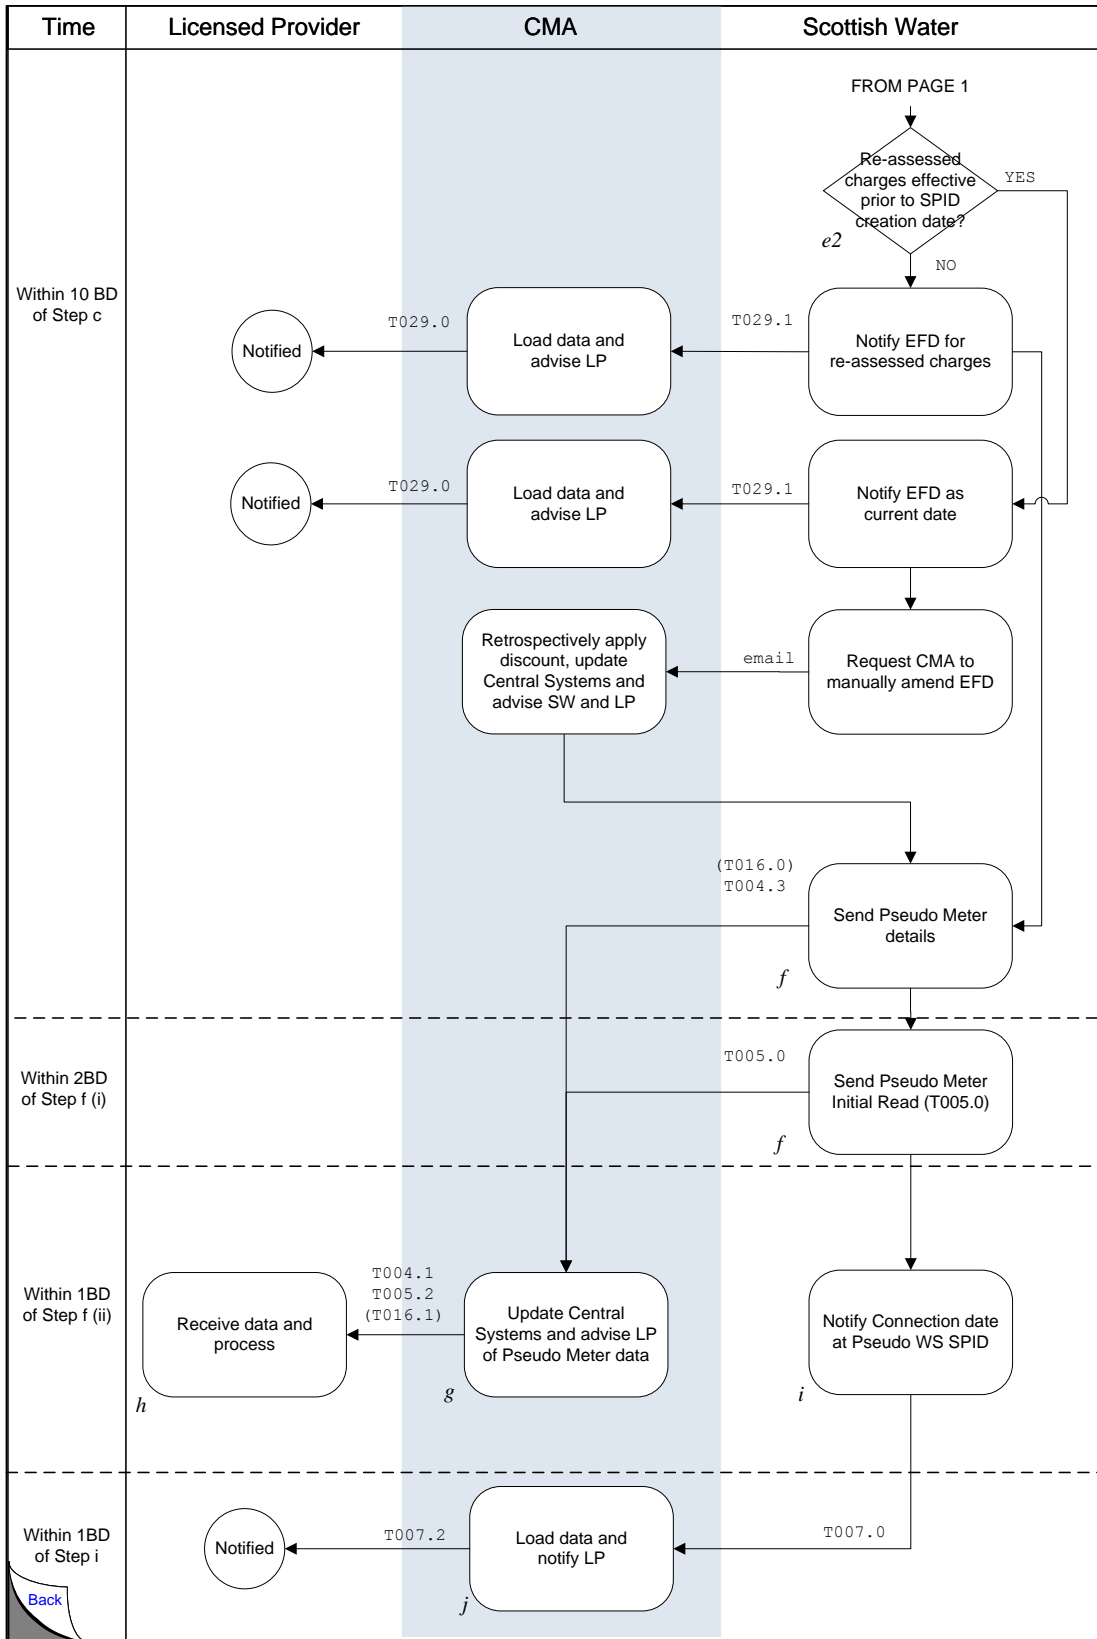 Time
Licensed Provider
CMA
Scottish Water
FROM PAGE 1
Re-assessed
charges effective
prior to SPID
creation date?
YES
e2
NO
Within 10 BD
of Step c
Notified
T029.0
Load data and
advise LP
T029.1
Notify EFD for
re-assessed charges
Notified
T029.0
Load data and
advise LP
T029.1
Notify EFD as
current date
Retrospectively apply
discount, update
Central Systems and
advise SW and LP
email
Request CMA to
manually amend EFD
(T016.0)
T004.3
Send Pseudo Meter
details
f
Within 2BD
of Step f (i)
T005.0
Send Pseudo Meter
Initial Read (T005.0)
f
Within 1BD
of Step f (ii)
Receive data and
process
h
T004.1
T005.2
(T016.1)
Update Central
Systems and advise LP
of Pseudo Meter data
g
Notify Connection date
at Pseudo WS SPID
i
Within 1BD
of Step i
Notified
T007.2
Load data and
notify LP
j
T007.0
Back